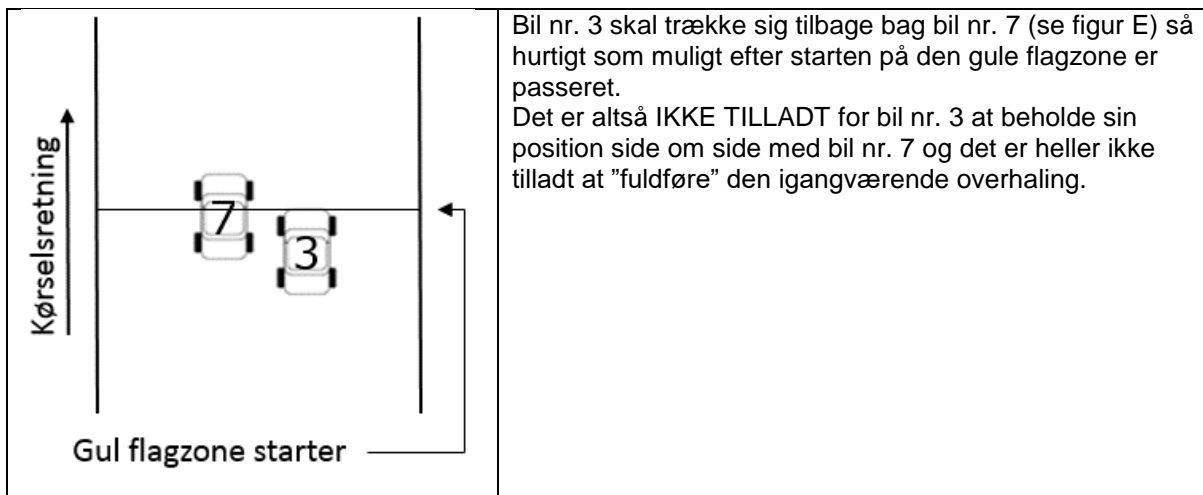 Kørselsretning
7
3
Gul flagzone starter
Bil nr. 3 skal trække sig tilbage bag bil nr. 7 (se figur E) så
hurtigt som muligt efter starten på den gule flagzone er
passeret.
Det er altså IKKE TILLADT for bil nr. 3 at beholde sin
position side om side med bil nr. 7 og det er heller ikke
tilladt at ”fuldføre” den igangværende overhaling.